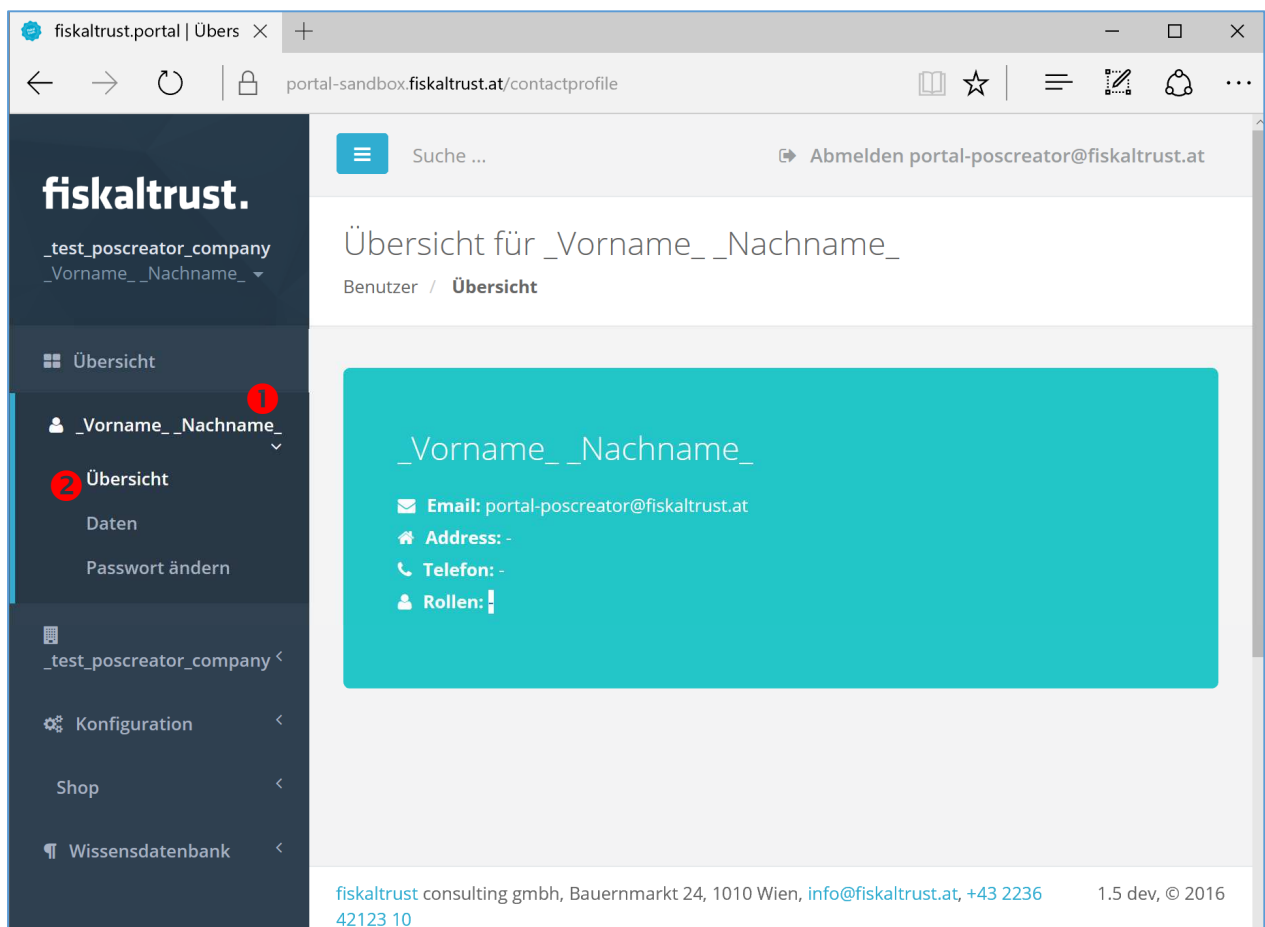 fiskaltrust.portal | Übers
portal-sandbox.fiskaltrust.at/contactprofile
fiskaltrust.
_test_poscreator_company
_Vorname_ _Nachname_
Übersicht
1
_Vorname_ _Nachname_
2
Übersicht
Daten
Passwort ändern
_test_poscreator_company
Konfiguration
Shop
Wissensdatenbank
Suche ...
Abmelden portal-poscreator@fiskaltrust.at
Übersicht für _Vorname_ _Nachname_
Benutzer / Übersicht
_Vorname_ _Nachname_
Email: portal-poscreator@fiskaltrust.at
Address: -
Telefon: -
Rollen: -
fiskaltrust consulting gmbh, Bauernmarkt 24, 1010 Wien, info@fiskaltrust.at, +43 2236
42123 10
1.5 dev, © 2016